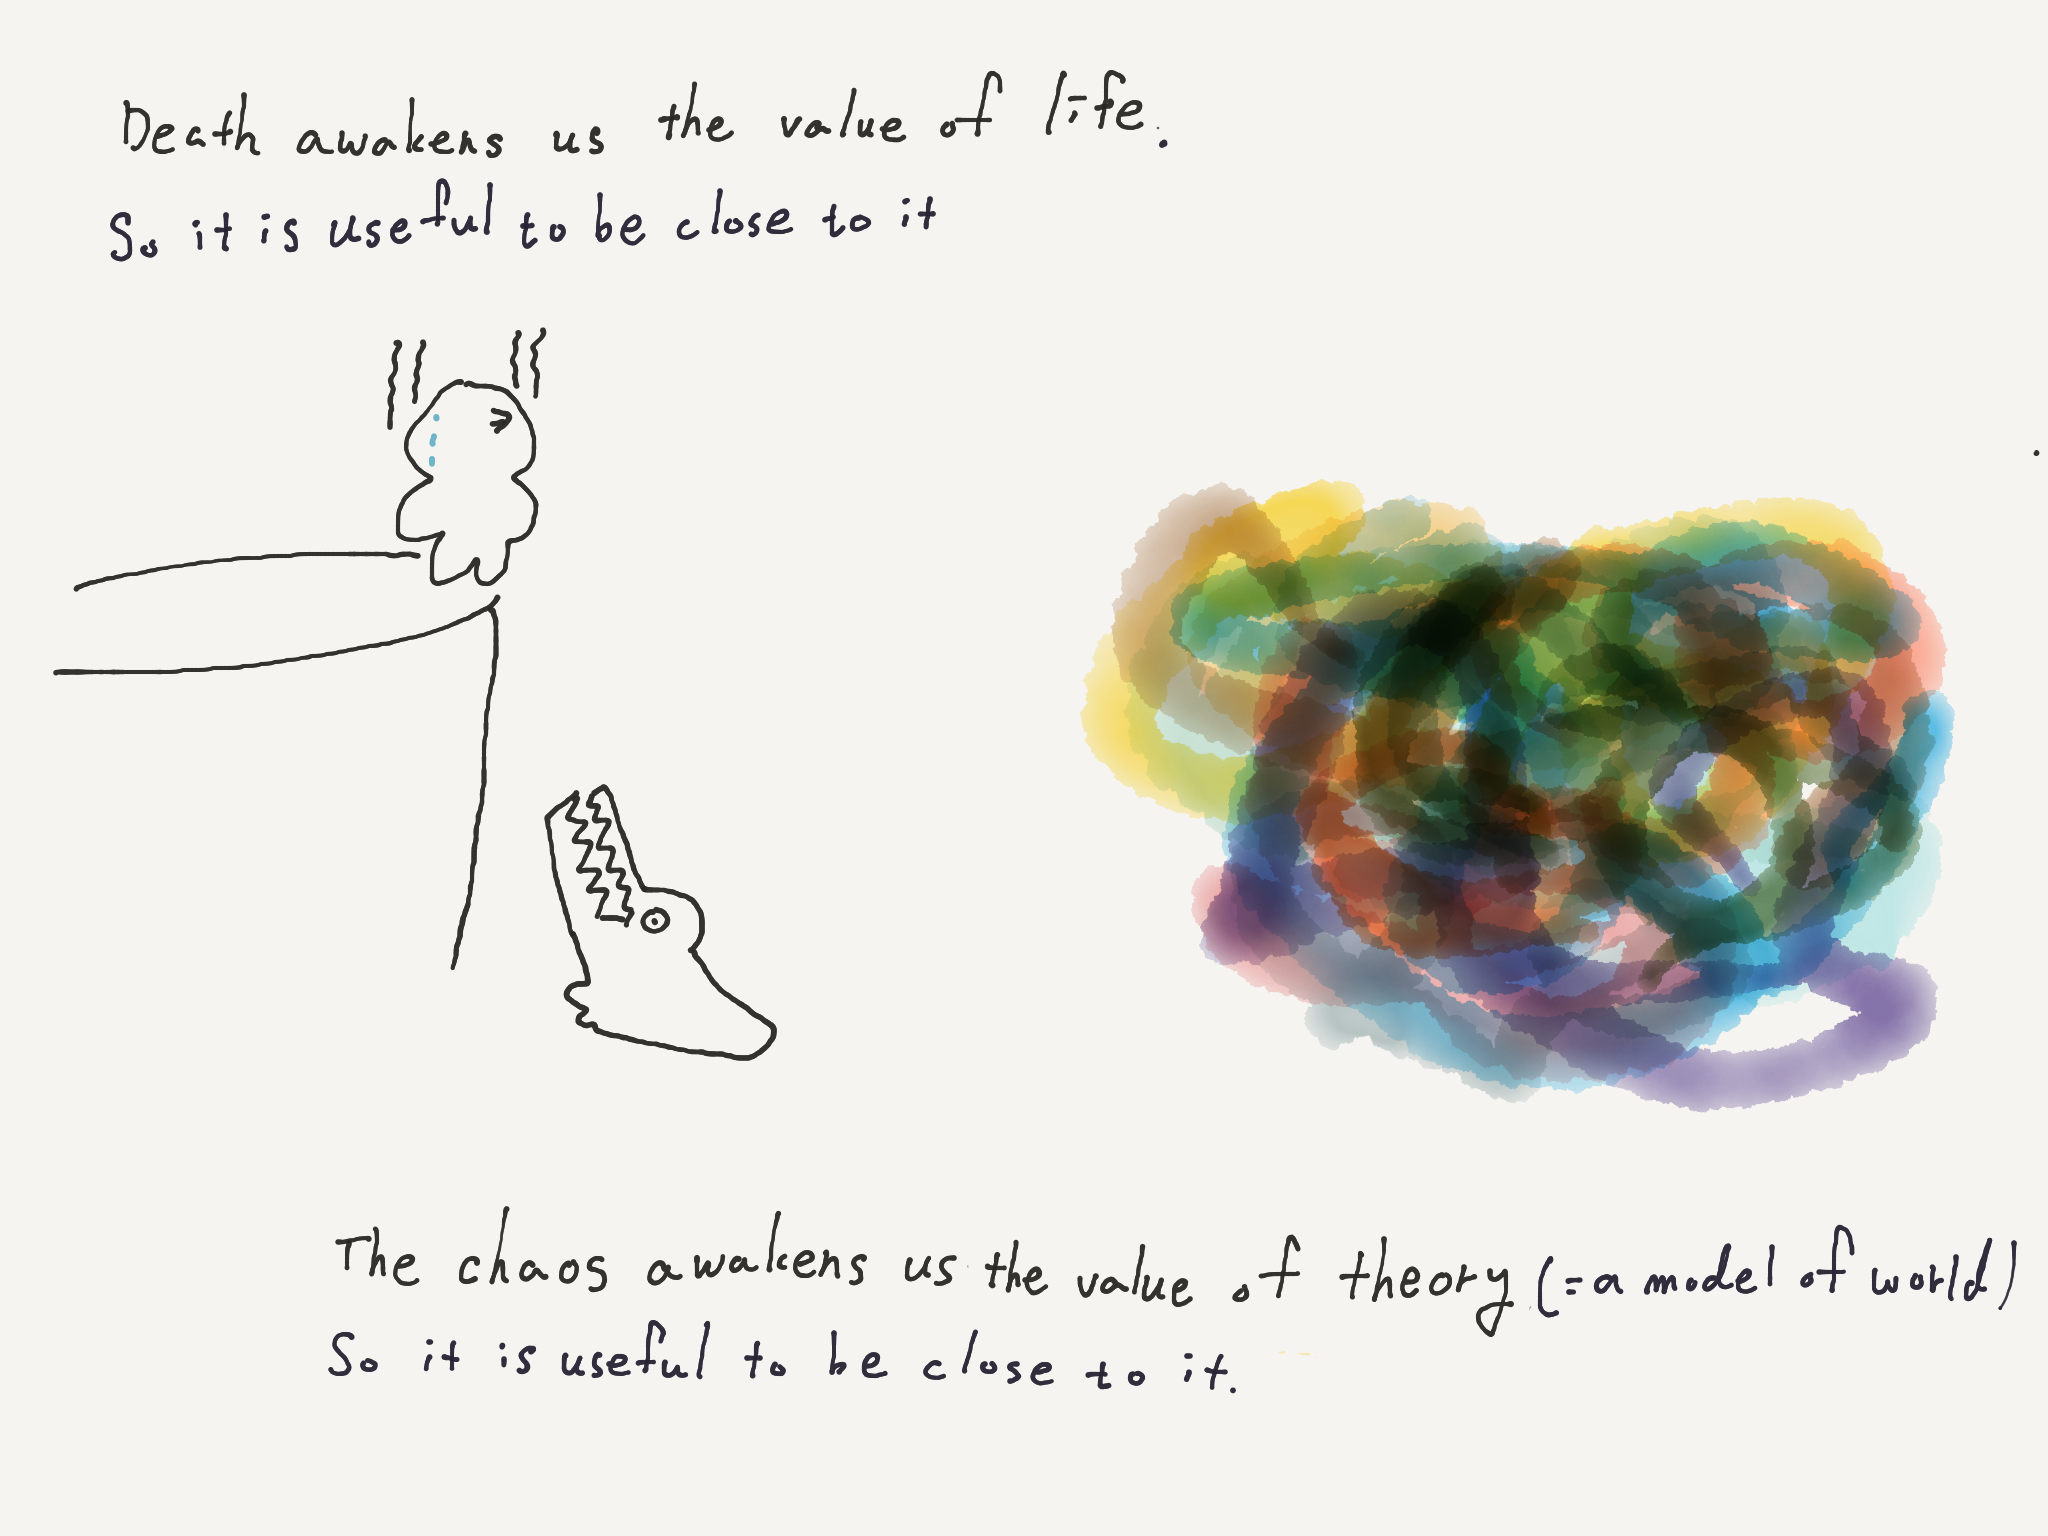 Death awakens us the value of life.
So it is useful to be close to it
The chaos awakens us the value of theory (= a model of world)
So it is useful to be close to it.